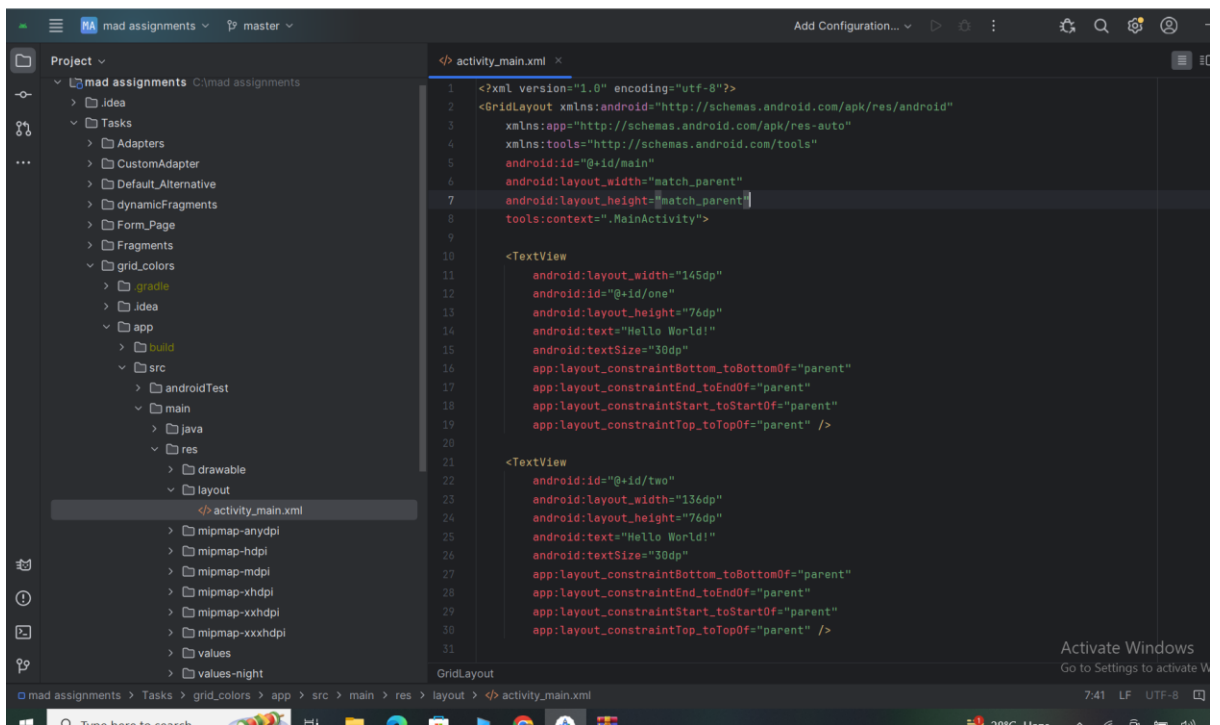 MA mad assignments master Add Configuration...
Project
activity_main.xml
mad assignments C:\mad assignments
.idea
Tasks
Adapters
CustomAdapter
Default_Alternative
dynamicFragments
Form_Page
Fragments
grid_colors
.gradle
.idea
app
build
src
androidTest
main
java
res
drawable
layout
activity_main.xml
mipmap-anydpi
mipmap-hdpi
mipmap-mdpi
mipmap-xhdpi
mipmap-xxhdpi
mipmap-xxxhdpi
values
values-night
1 <?xml version="1.0" encoding="utf-8"?>
2 <GridLayout xmlns:android="http://schemas.android.com/apk/res/android"
3 xmlns:app="http://schemas.android.com/apk/res-auto"
4 xmlns:tools="http://schemas.android.com/tools"
5 android:id="@+id/main"
6 android:layout_width="match_parent"
7 android:layout_height="match_parent"
8 tools:context=".MainActivity">
9
10 <TextView
11 android:layout_width="145dp"
12 android:id="@+id/one"
13 android:layout_height="76dp"
14 android:text="Hello World!"
15 android:textSize="30dp"
16 app:layout_constraintBottom_toBottomOf="parent"
17 app:layout_constraintEnd_toEndOf="parent"
18 app:layout_constraintStart_toStartOf="parent"
19 app:layout_constraintTop_toTopOf="parent" />
20
21 <TextView
22 android:id="@+id/two"
23 android:layout_width="136dp"
24 android:layout_height="76dp"
25 android:text="Hello World!"
26 android:textSize="30dp"
27 app:layout_constraintBottom_toBottomOf="parent"
28 app:layout_constraintEnd_toEndOf="parent"
29 app:layout_constraintStart_toStartOf="parent"
30 app:layout_constraintTop_toTopOf="parent" />
31
Activate Windows
Go to Settings to activate W
GridLayout
mad assignments > Tasks > grid_colors > app > src > main > res > layout > activity_main.xml 7:41 LF UTF-8
Type here to search